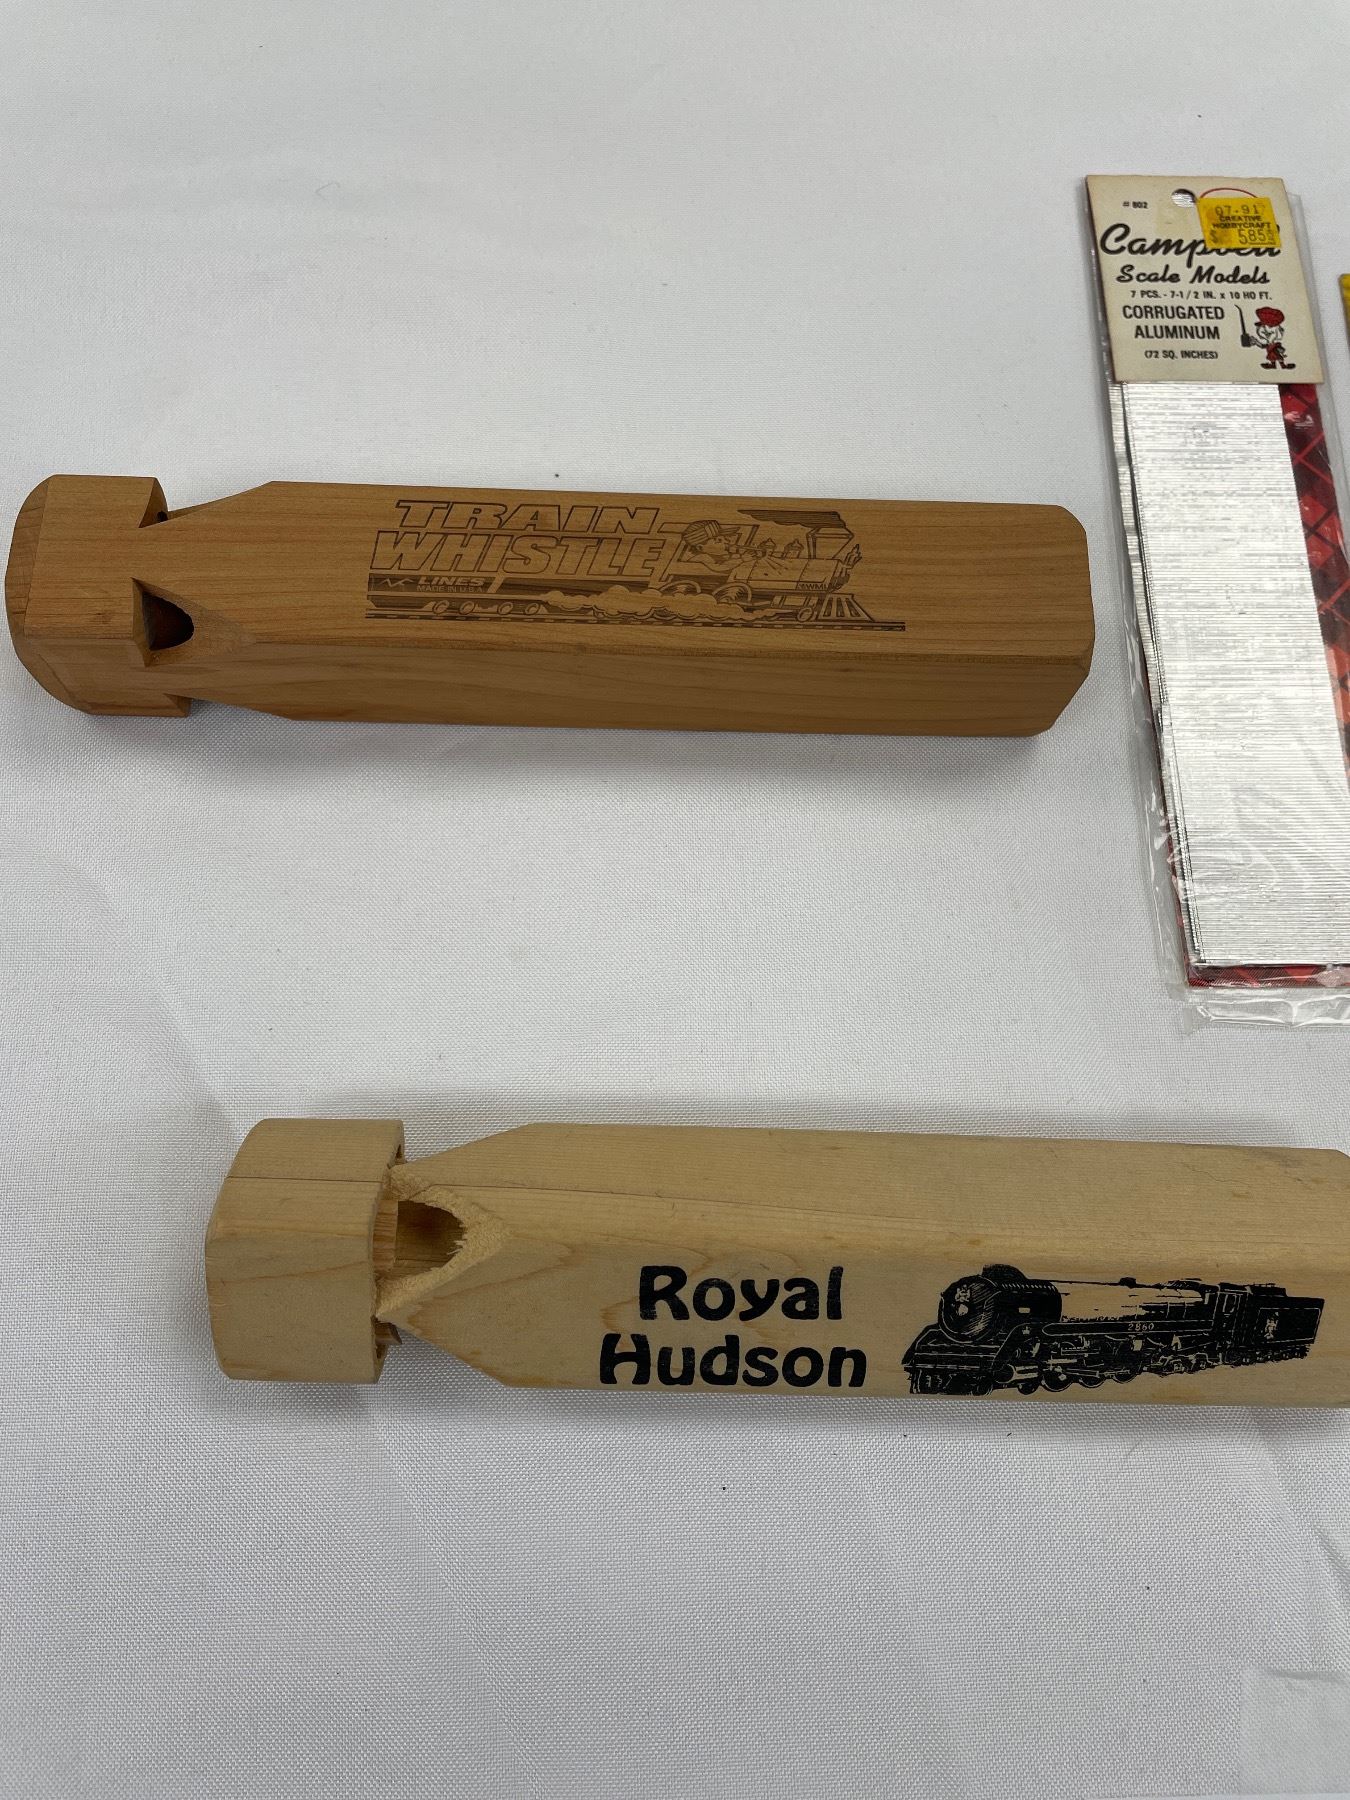 TRAIN
WHISTLE
LINES
MADE IN U.S.A.
# 802
07-91
CREATIVE
HOBBYCRAFT
$ 5.85
Campbell
Scale Models
7 PCS. - 7-1/2 IN. x 10 HO FT.
CORRUGATED
ALUMINUM
(72 SQ. INCHES)
Royal
Hudson
2860